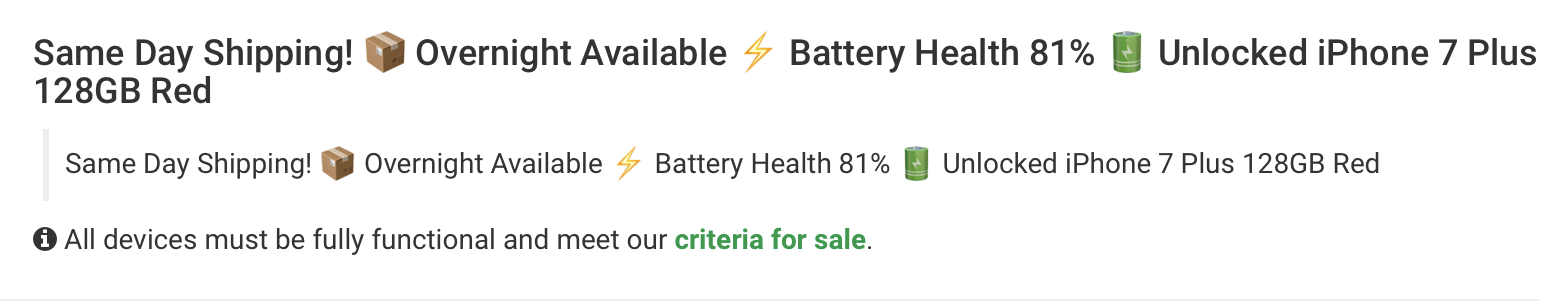 Same Day Shipping! 📦 Overnight Available ⚡ Battery Health 81% 🔋 Unlocked iPhone 7 Plus
128GB Red
Same Day Shipping! 📦 Overnight Available ⚡ Battery Health 81% 🔋 Unlocked iPhone 7 Plus 128GB Red
All devices must be fully functional and meet our criteria for sale.